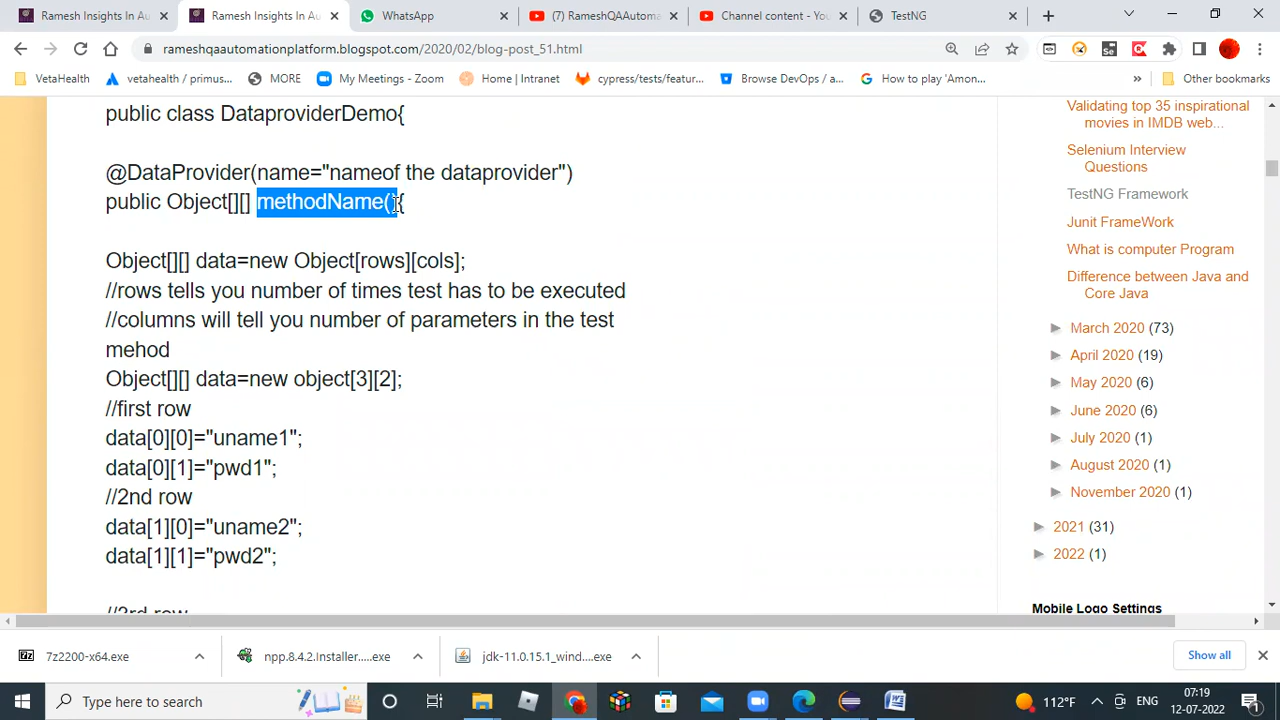 Ramesh Insights In Au
Ramesh Insights In Au
WhatsApp
(7) RameshQAAutoma
Channel content - You
TestNG
rameshqaautomationplatform.blogspot.com/2020/02/blog-post_51.html
VetaHealth
vetahealth / primus...
MORE
My Meetings - Zoom
Home | Intranet
cypress/tests/featur...
Browse DevOps / a...
How to play 'Amon...
»
Other bookmarks
public class DataproviderDemo{
@DataProvider(name="nameof the dataprovider")
public Object[][] methodName(){
Object[][] data=new Object[rows][cols];
//rows tells you number of times test has to be executed
//columns will tell you number of parameters in the test
mehod
Object[][] data=new object[3][2];
//first row
data[0][0]="uname1";
data[0][1]="pwd1";
//2nd row
data[1][0]="uname2";
data[1][1]="pwd2";
//3rd row
Validating top 35 inspirational
movies in IMDB web...
Selenium Interview
Questions
TestNG Framework
Junit FrameWork
What is computer Program
Difference between Java and
Core Java
► March 2020 (73)
► April 2020 (19)
► May 2020 (6)
► June 2020 (6)
► July 2020 (1)
► August 2020 (1)
► November 2020 (1)
► 2021 (31)
► 2022 (1)
Mobile Logo Settings
7z2200-x64.exe
npp.8.4.2.Installer.....exe
jdk-11.0.15.1_wind....exe
Show all
Type here to search
112°F
ENG
07:19
12-07-2022